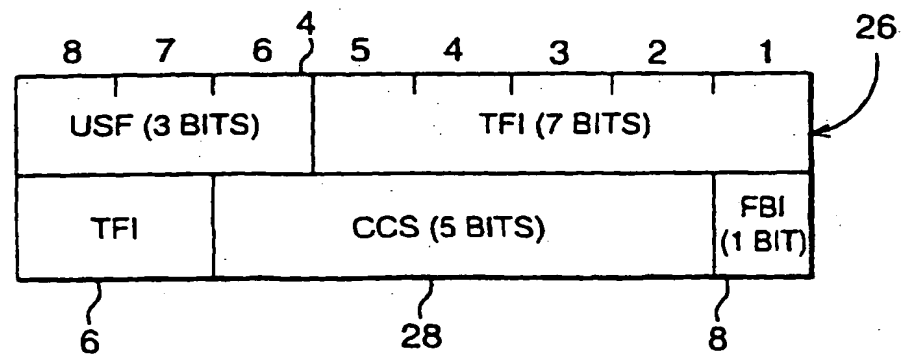 4 26
8 7 6 5 4 3 2 1
USF (3 BITS) TFI (7 BITS)
TFI CCS (5 BITS) FBI
(1 BIT)
6 28 8